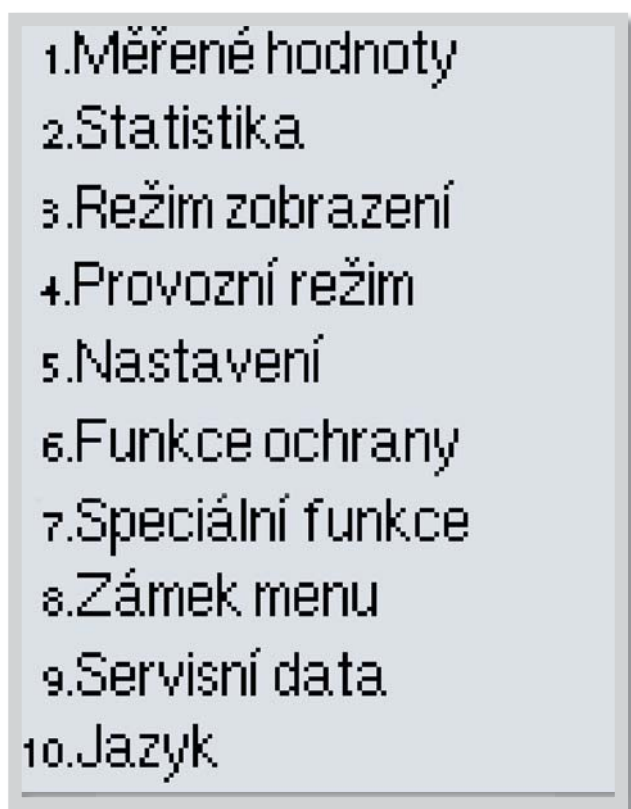 1.Měřené hodnoty
2.Statistika
3.Režim zobrazení
4.Provozní režim
5.Nastavení
6.Funkce ochrany
7.Speciální funkce
8.Zámek menu
9.Servisní data
10.Jazyk